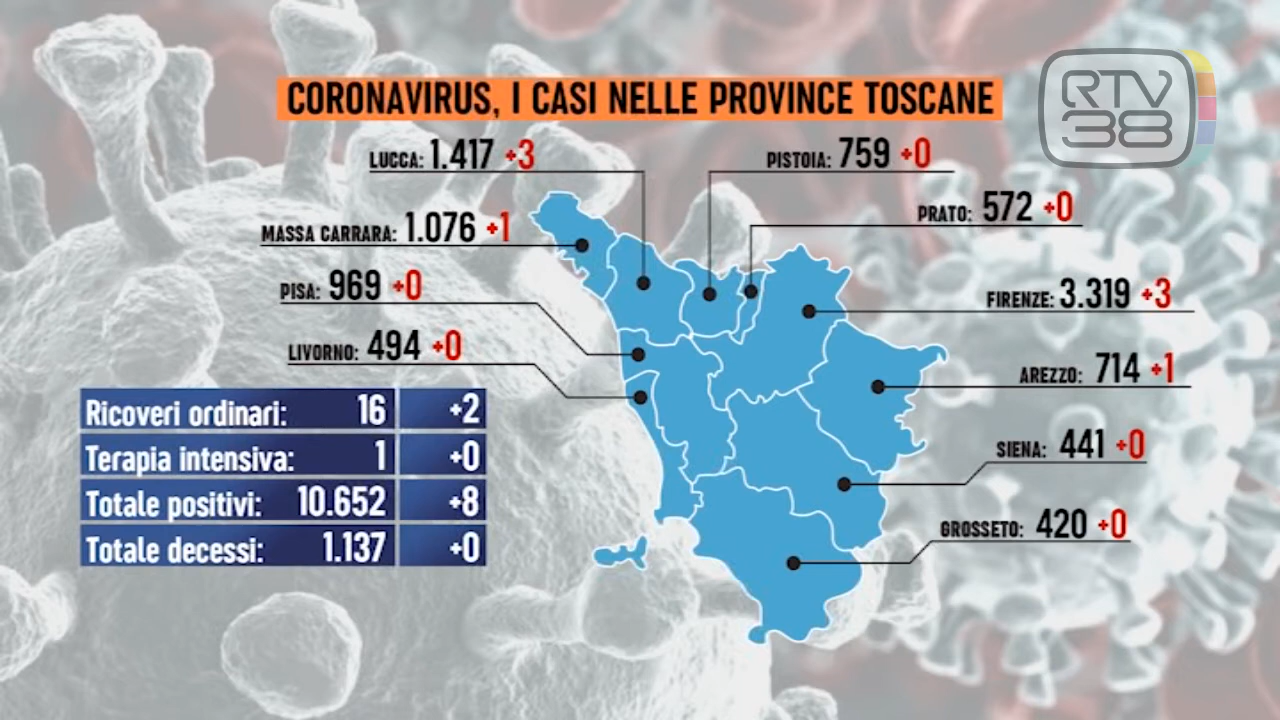 CORONAVIRUS, I CASI NELLE PROVINCE TOSCANE
RTV
38
LUCCA: 1.417 +3
PISTOIA: 759 +0
MASSA CARRARA: 1.076 +1
PRATO: 572 +0
PISA: 969 +0
FIRENZE: 3.319 +3
LIVORNO: 494 +0
AREZZO: 714 +1
SIENA: 441 +0
GROSSETO: 420 +0
Ricoveri ordinari: 16 +2
Terapia intensiva: 1 +0
Totale positivi: 10.652 +8
Totale decessi: 1.137 +0